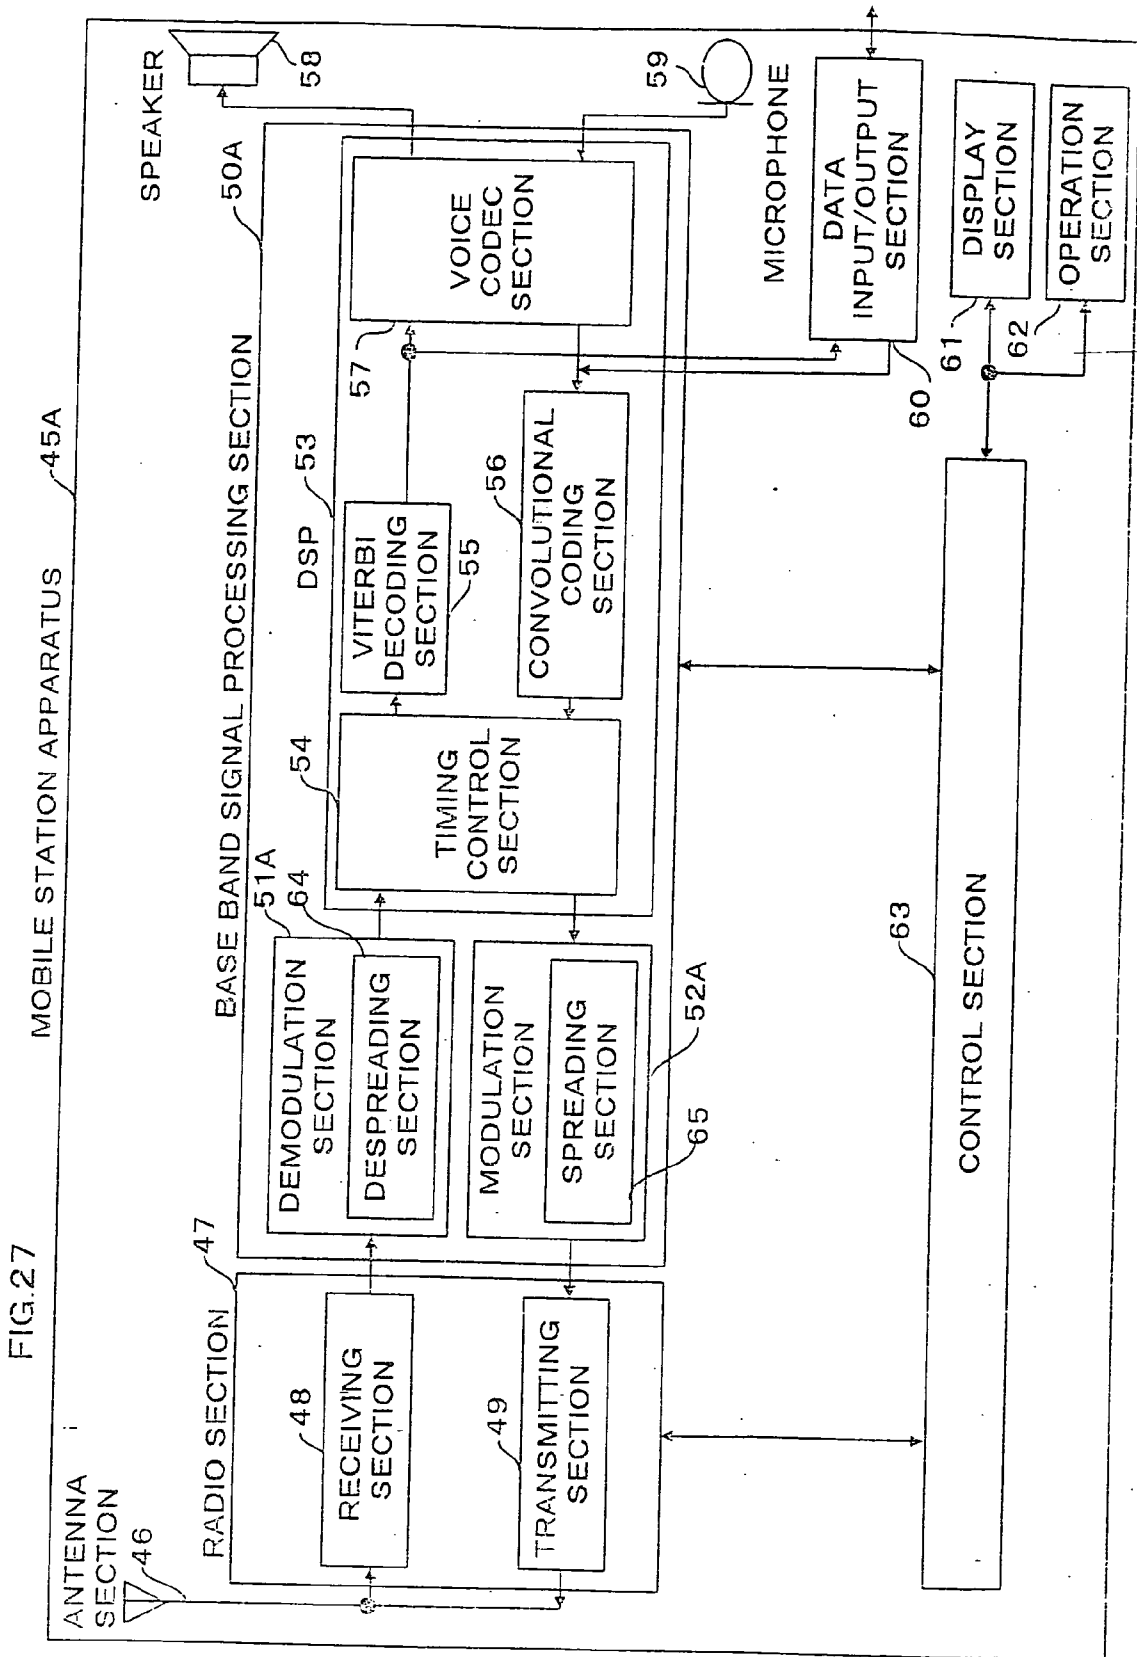 FIG.27
MOBILE STATION APPARATUS
45A
ANTENNA
SECTION
46
RADIO SECTION
47
RECEIVING
SECTION
48
TRANSMITTING
SECTION
49
BASE BAND SIGNAL PROCESSING SECTION
50A
DEMODULATION
SECTION
51A
DESPREADING
SECTION
64
MODULATION
SECTION
52A
SPREADING
SECTION
65
DSP
53
TIMING
CONTROL
SECTION
54
VITERBI
DECODING
SECTION
55
CONVOLUTIONAL
CODING
SECTION
56
VOICE
CODEC
SECTION
57
SPEAKER
58
MICROPHONE
59
DATA
INPUT/OUTPUT
SECTION
60
DISPLAY
SECTION
61
OPERATION
SECTION
62
CONTROL SECTION
63